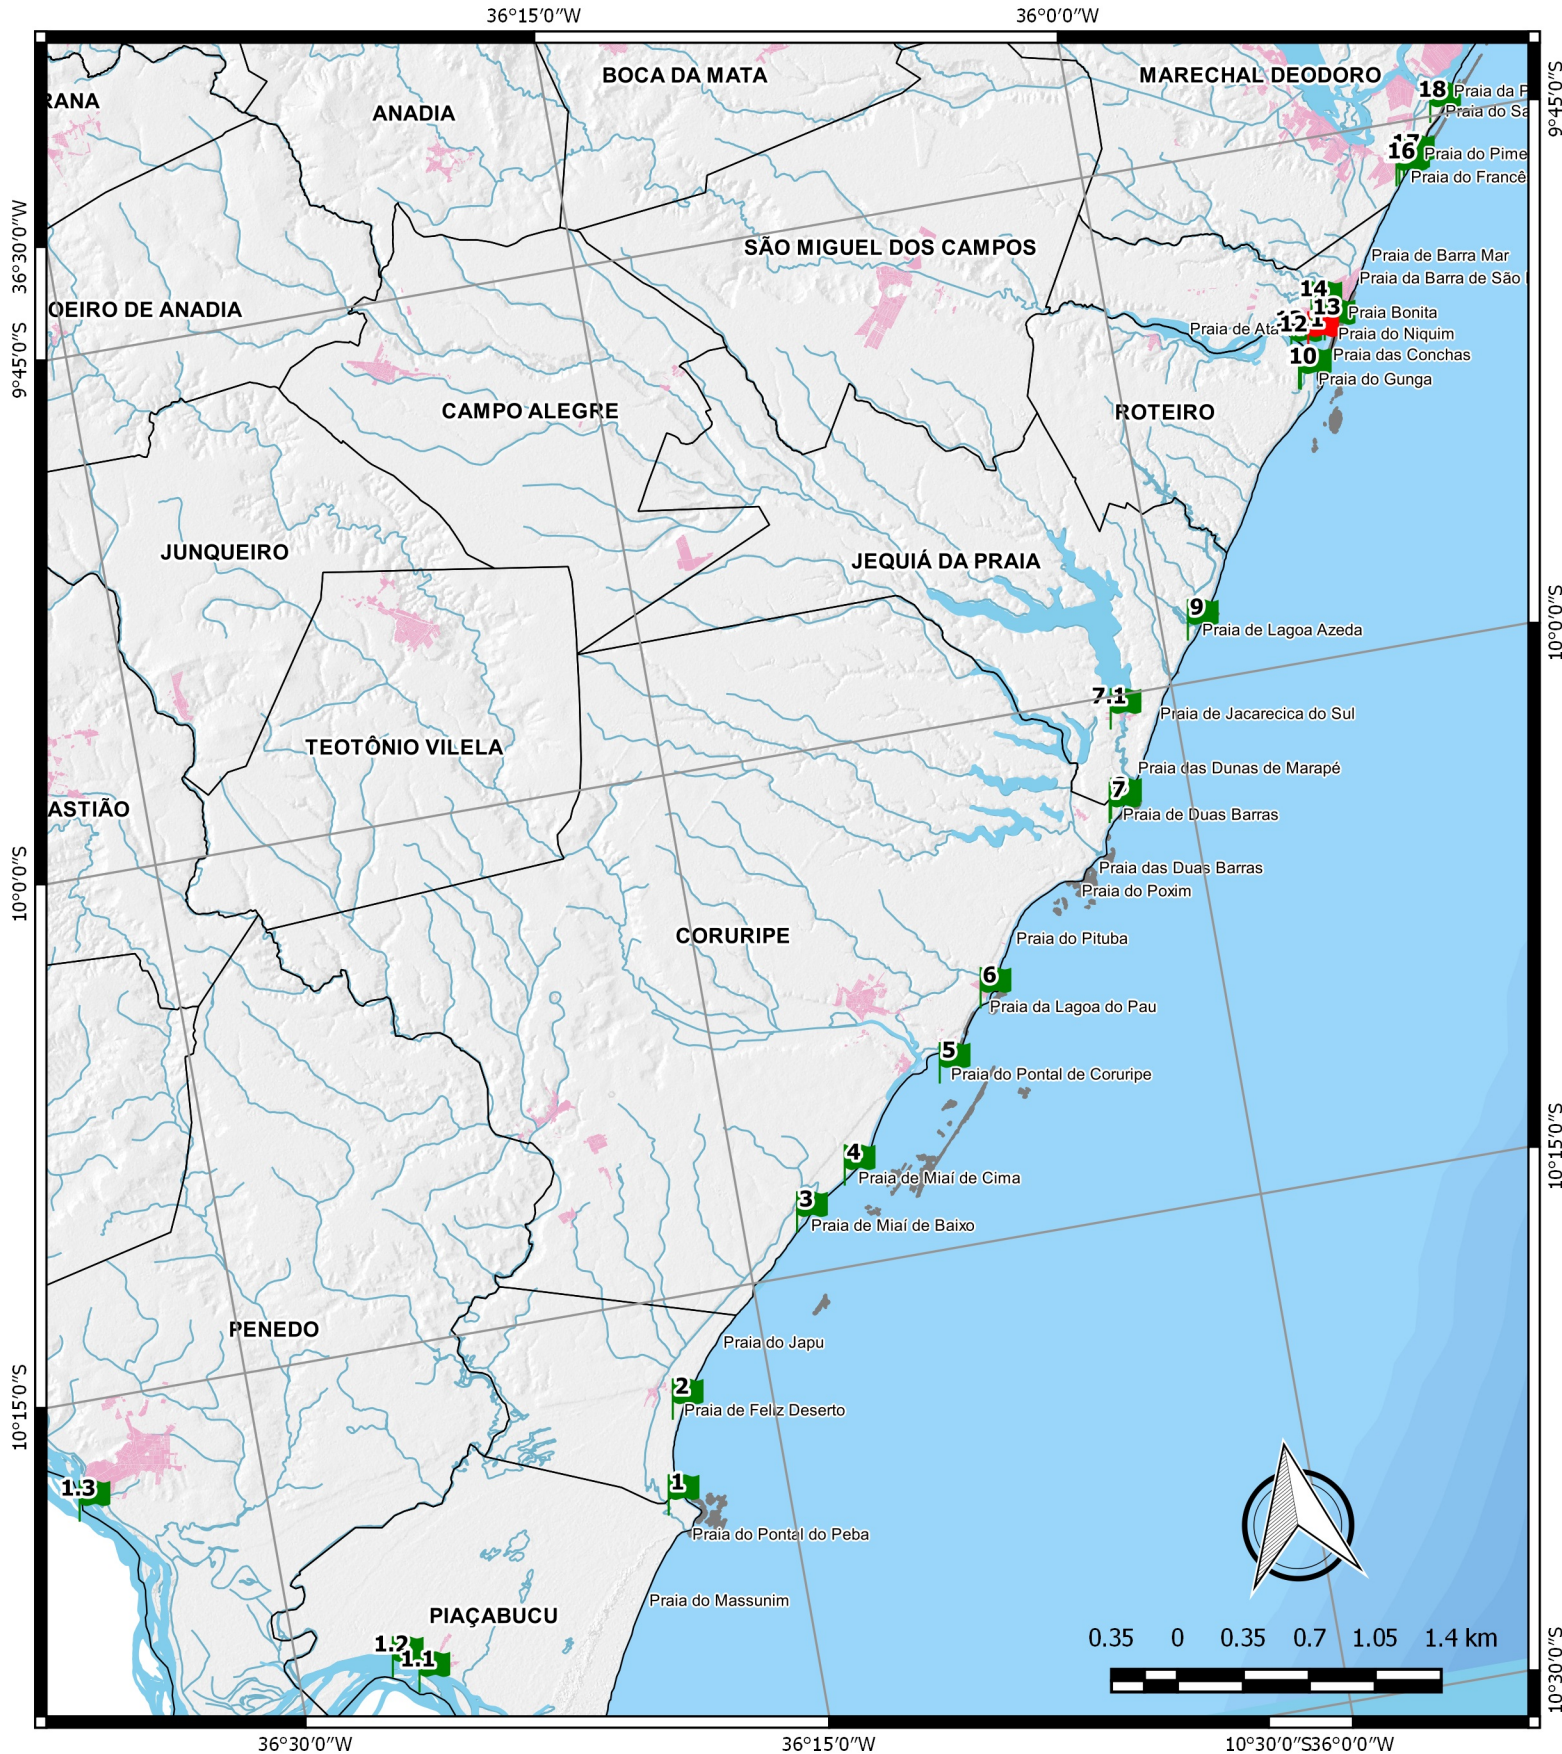 36°15'0"W
36°0'0"W
BOCA DA MATA
MARECHAL DEODORO
RANA
ANADIA
18
Praia da P
Praia do Sa
9°45'0"S
17
16
Praia do Pime
Praia do Francê
36°30'0"W
SÃO MIGUEL DOS CAMPOS
Praia de Barra Mar
Praia da Barra de São
14
13
OEIRO DE ANADIA
Praia Bonita
12
Praia de Ata
Praia do Niquim
9°45'0"S
10
Praia das Conchas
Praia do Gunga
CAMPO ALEGRE
ROTEIRO
JUNQUEIRO
JEQUIÁ DA PRAIA
9
Praia de Lagoa Azeda
10°0'0"S
7.1
Praia de Jacarecica do Sul
TEOTÔNIO VILELA
Praia das Dunas de Marapé
7
ASTIÃO
Praia de Duas Barras
Praia das Duas Barras
Praia do Poxim
10°0'0"S
CORURIPE
Praia do Pituba
6
Praia da Lagoa do Pau
5
Praia do Pontal de Coruripe
10°15'0"S
4
Praia de Miaí de Cima
3
Praia de Miaí de Baixo
PENEDO
Praia do Japu
2
Praia de Feliz Deserto
10°15'0"S
1
1.3
Praia do Pontal do Peba
Praia do Massunim
PIAÇABUCU
1.2
1.1
0.35 0 0.35 0.7 1.05 1.4 km
10°30'0"S
36°30'0"W
36°15'0"W
10°30'0"S
36°0'0"W